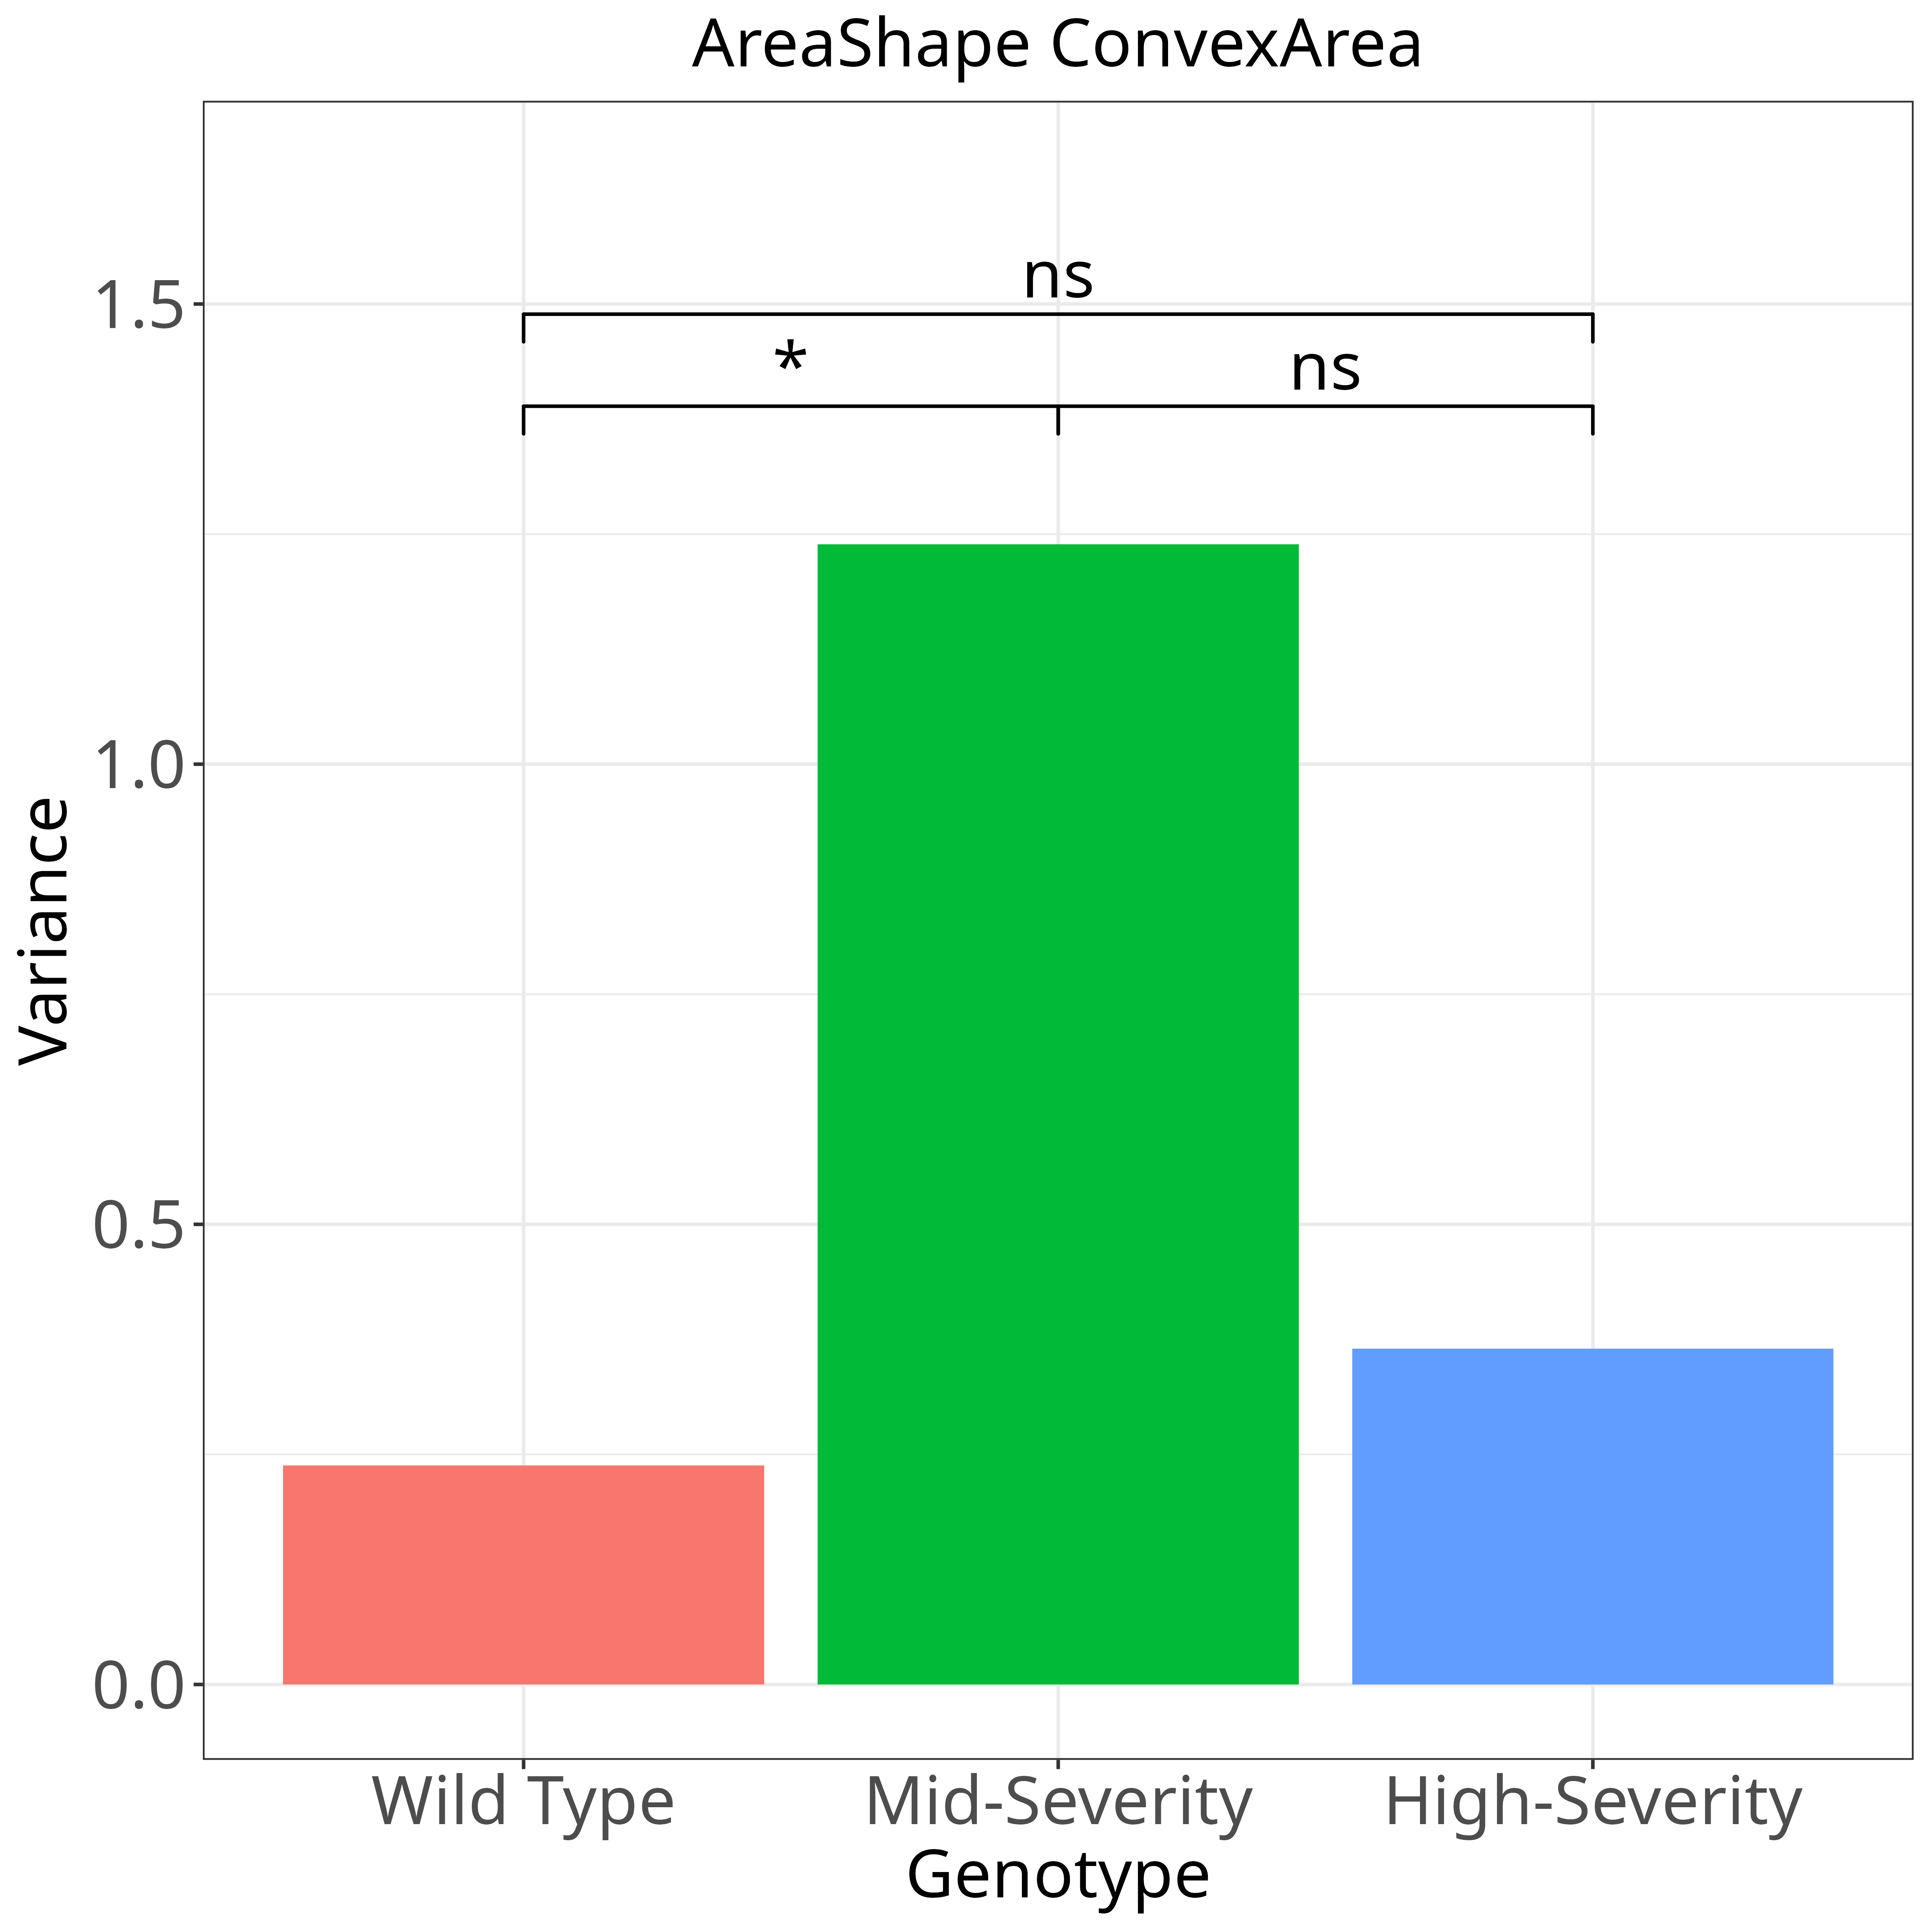 AreaShape ConvexArea
ns
* ns
1.5
1.0
0.5
0.0
Variance
Wild Type Mid-Severity High-Severity
Genotype